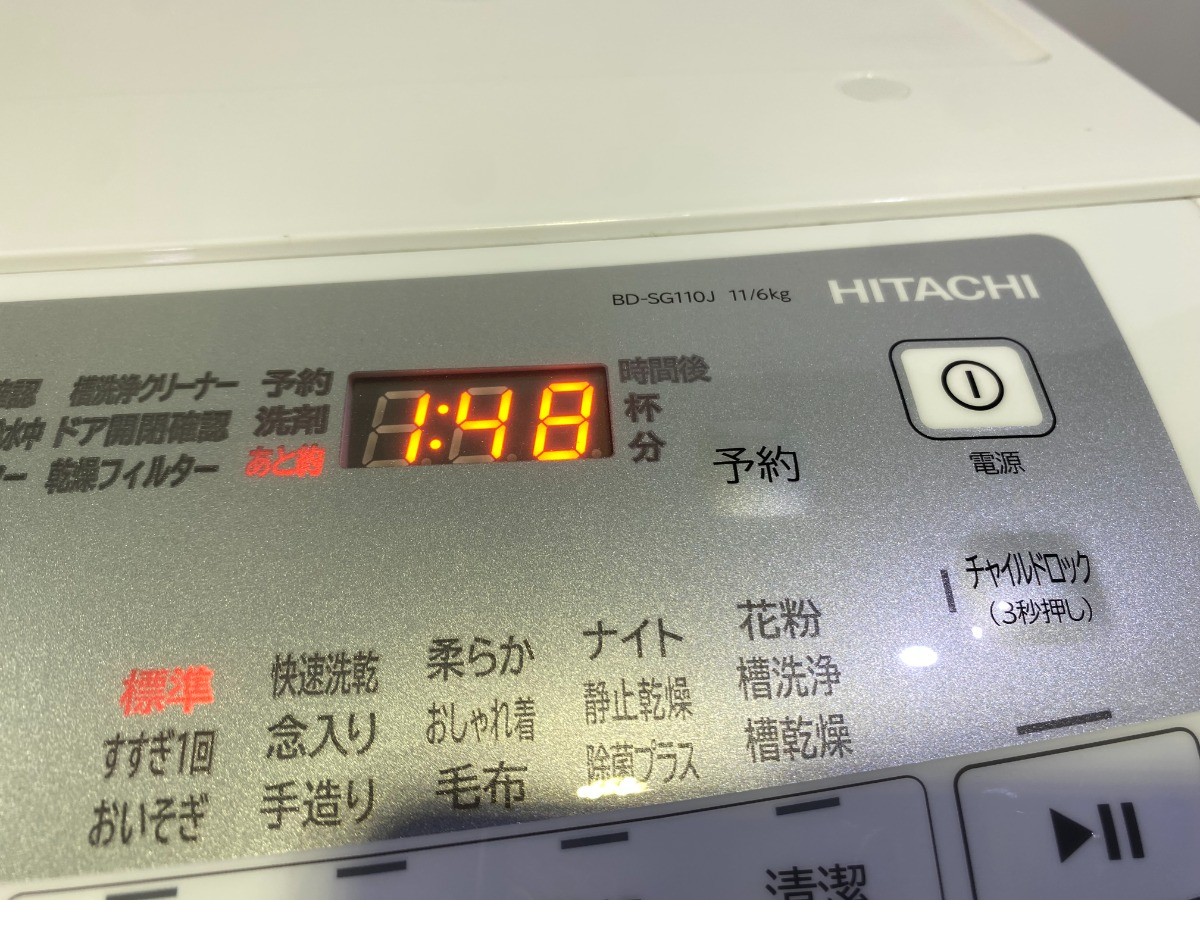 BD-SG110J 11/6kg HITACHI
槽洗浄クリーナー 予約 1:48 時間後
ドア開閉確認 洗剤 杯
乾燥フィルター あと約 分
予約
電源
チャイルドロック
(3秒押し)
標準 快速洗乾 柔らか ナイト 花粉
すすぎ1回 念入り おしゃれ着 静止乾燥 槽洗浄
おいそぎ 手造り 毛布 除菌プラス 槽乾燥
清潔